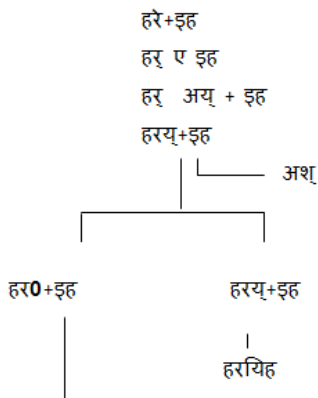 हरे+इह
हर् ए इह
हर् अय् + इह
हरय्+इह
अश्
हर0+इह हरय्+इह
हरयिह